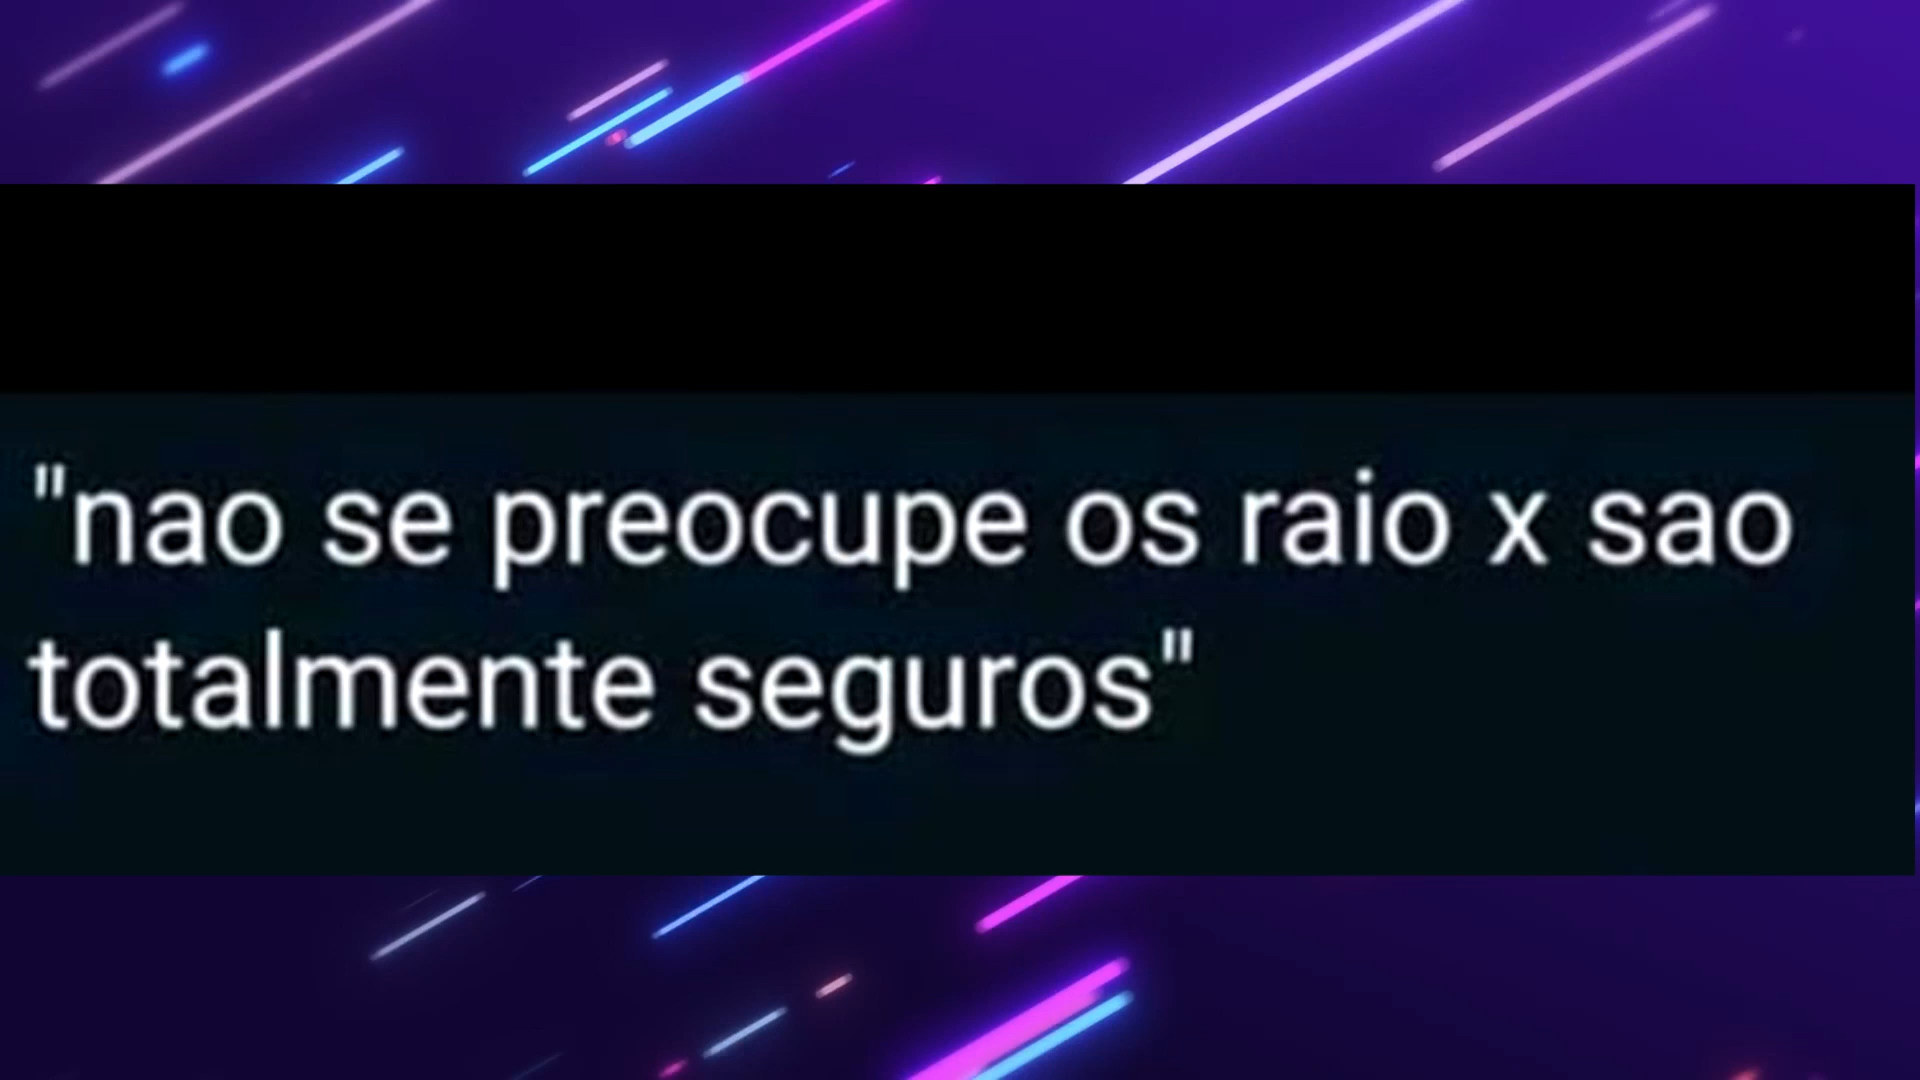 "nao se preocupe os raio x sao
totalmente seguros"